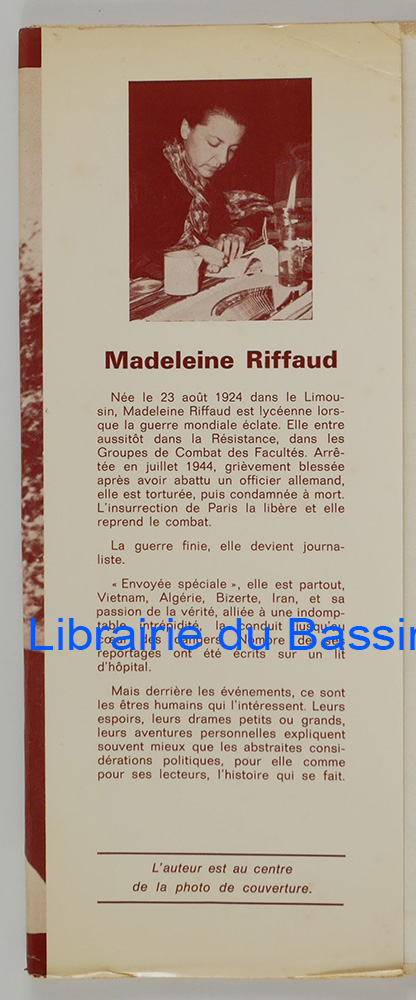 Madeleine Riffaud
Née le 23 août 1924 dans le Limou-
sin, Madeleine Riffaud est lycéenne lors-
que la guerre mondiale éclate. Elle entre
aussitôt dans la Résistance, dans les
Groupes de Combat des Facultés. Arrê-
tée en juillet 1944, grièvement blessée
après avoir abattu un officier allemand,
elle est torturée, puis condamnée à mort.
L'insurrection de Paris la libère et elle
reprend le combat.
La guerre finie, elle devient journa-
liste.
« Envoyée spéciale », elle est partout,
Vietnam, Algérie, Bizerte, Iran, et sa
passion de la vérité, alliée à une indomp-
table intrépidité, la conduit jusqu'au
cœur des dangers. Nombre de ses
Librairie du Bassin
reportages ont été écrits sur un lit
d'hôpital.
Mais derrière les événements, ce sont
les êtres humains qui l'intéressent. Leurs
espoirs, leurs drames petits ou grands,
leurs aventures personnelles expliquent
souvent mieux que les abstraites consi-
dérations politiques, pour elle comme
pour ses lecteurs, l'histoire qui se fait.
L'auteur est au centre
de la photo de couverture.